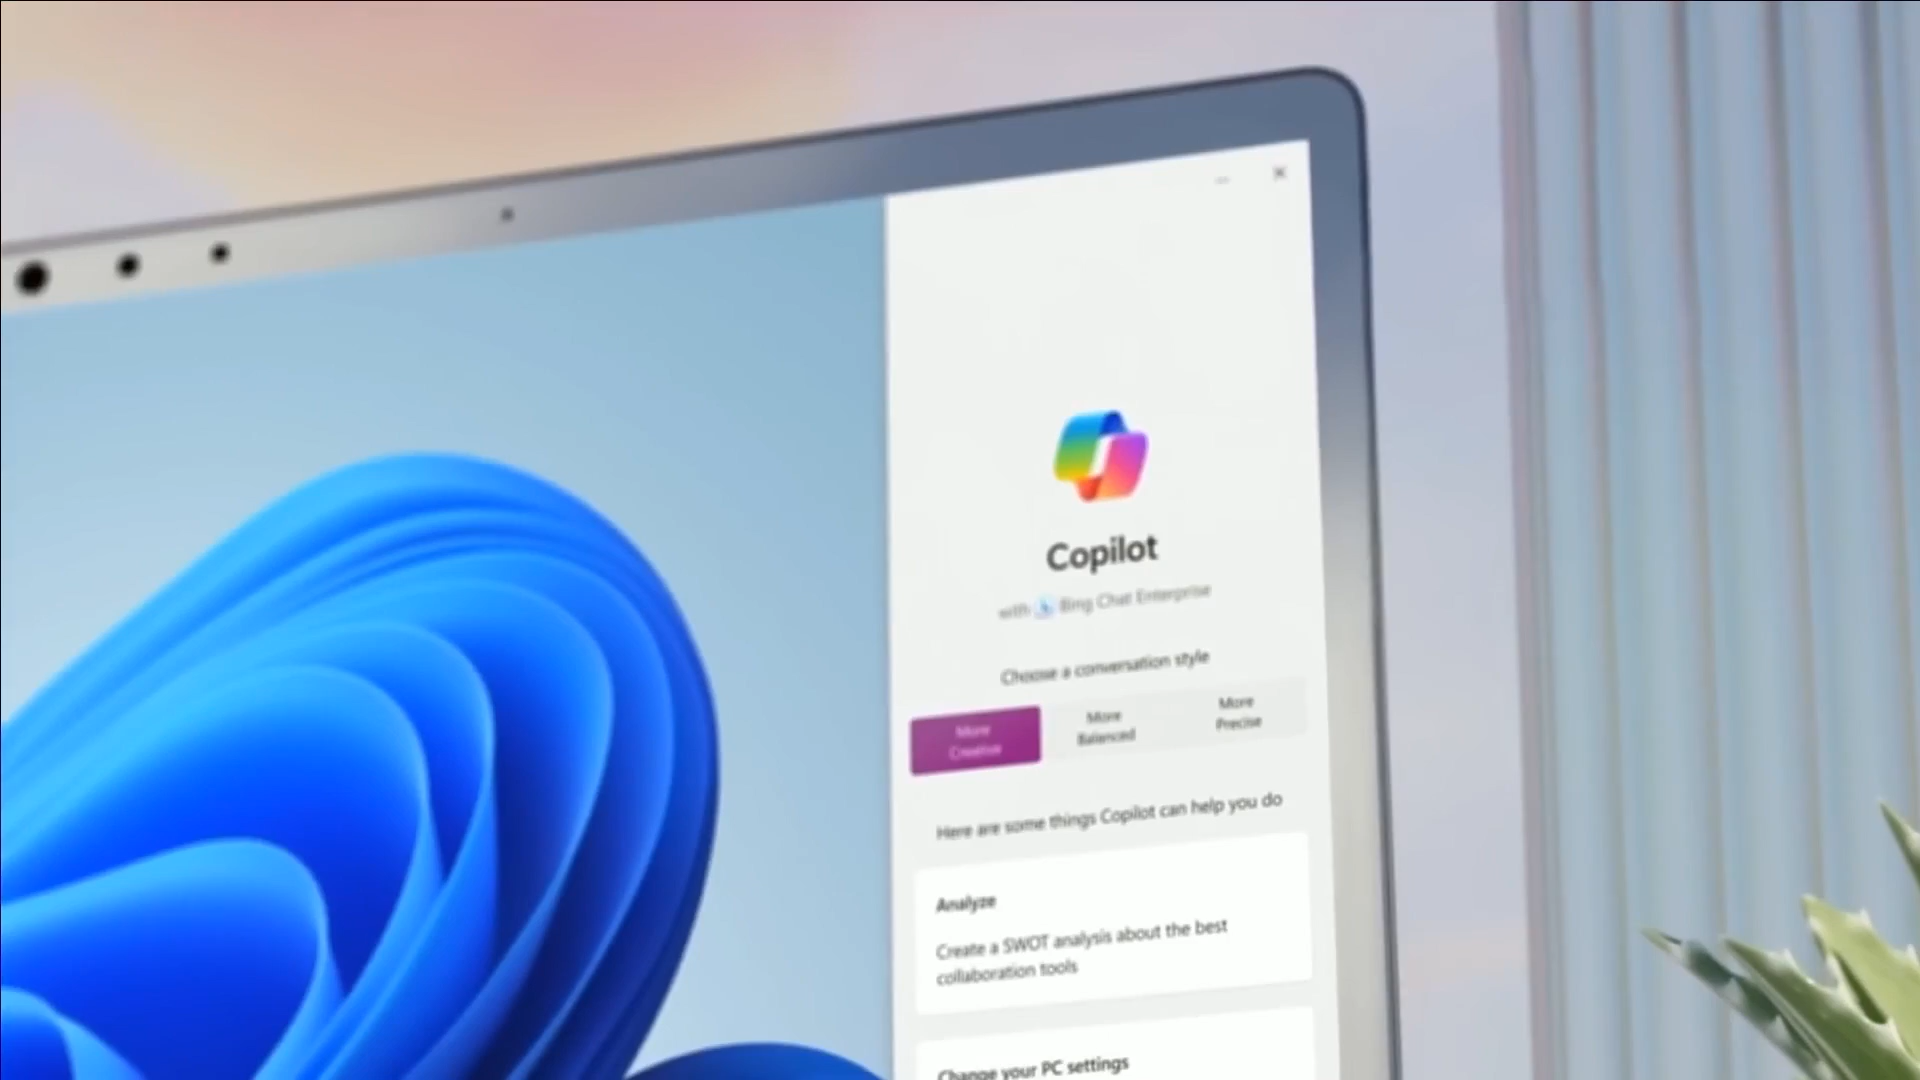 Copilot
with Bing Chat Enterprise
Choose a conversation style
More
Creative
More
Balanced
More
Precise
Here are some things Copilot can help you do
Analyze
Create a SWOT analysis about the best
collaboration tools
Change your PC settings